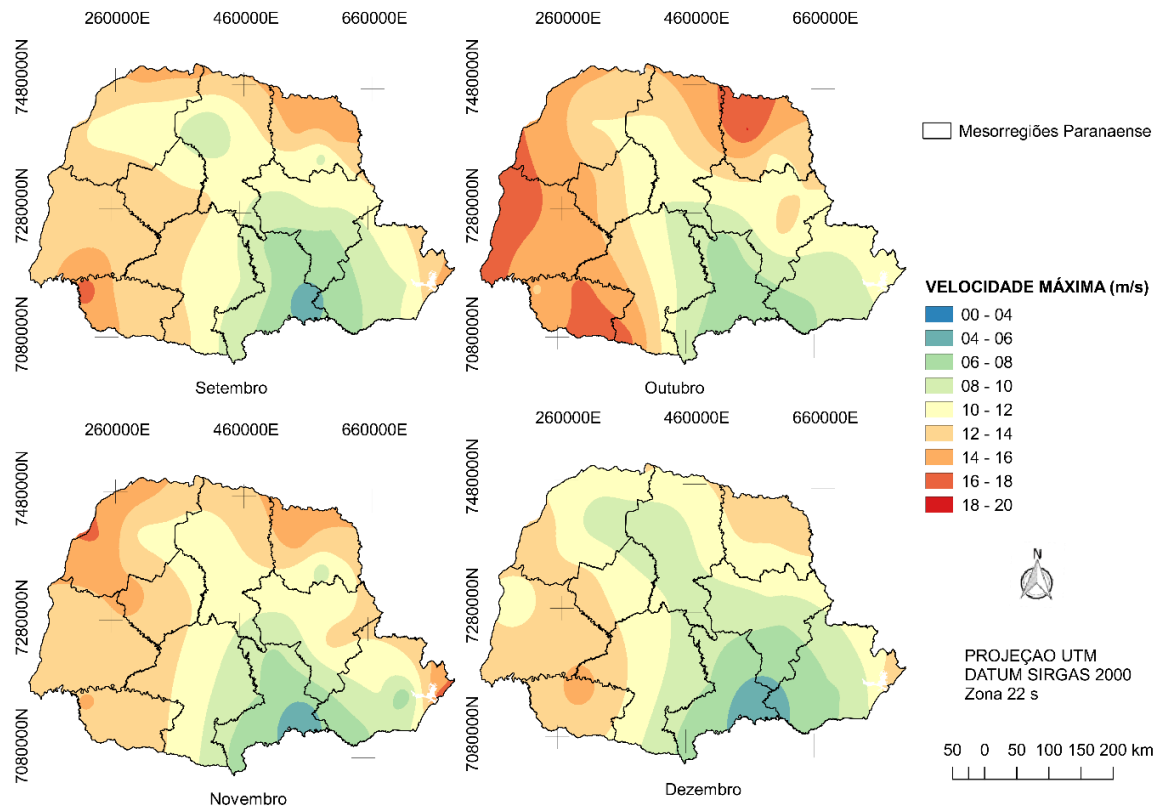 260000E 460000E 660000E
260000E 460000E 660000E
7480000N
7280000N
7080000N
Setembro
7480000N
7280000N
7080000N
Outubro
260000E 460000E 660000E
260000E 460000E 660000E
7480000N
7280000N
7080000N
Novembro
7480000N
7280000N
7080000N
Dezembro
Mesorregiões Paranaense
VELOCIDADE MÁXIMA (m/s)
00 - 04
04 - 06
06 - 08
08 - 10
10 - 12
12 - 14
14 - 16
16 - 18
18 - 20
N
PROJEÇAO UTM
DATUM SIRGAS 2000
Zona 22 s
50 0 50 100 150 200 km